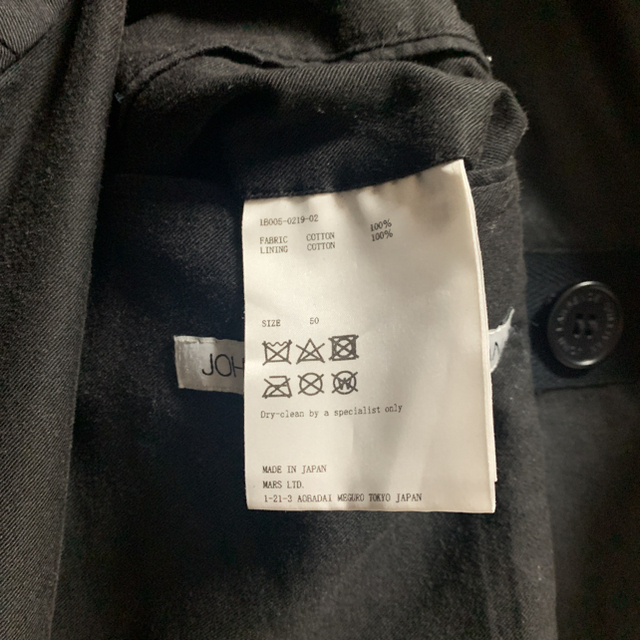 1B006-0219-02
FABRIC COTTON 100%
LINING COTTON 100%
SIZE 50
JOH
W
Dry-clean by a specialist only
MADE IN JAPAN
MARS LTD.
1-21-3 AOBADAI MEGURO TOKYO JAPAN